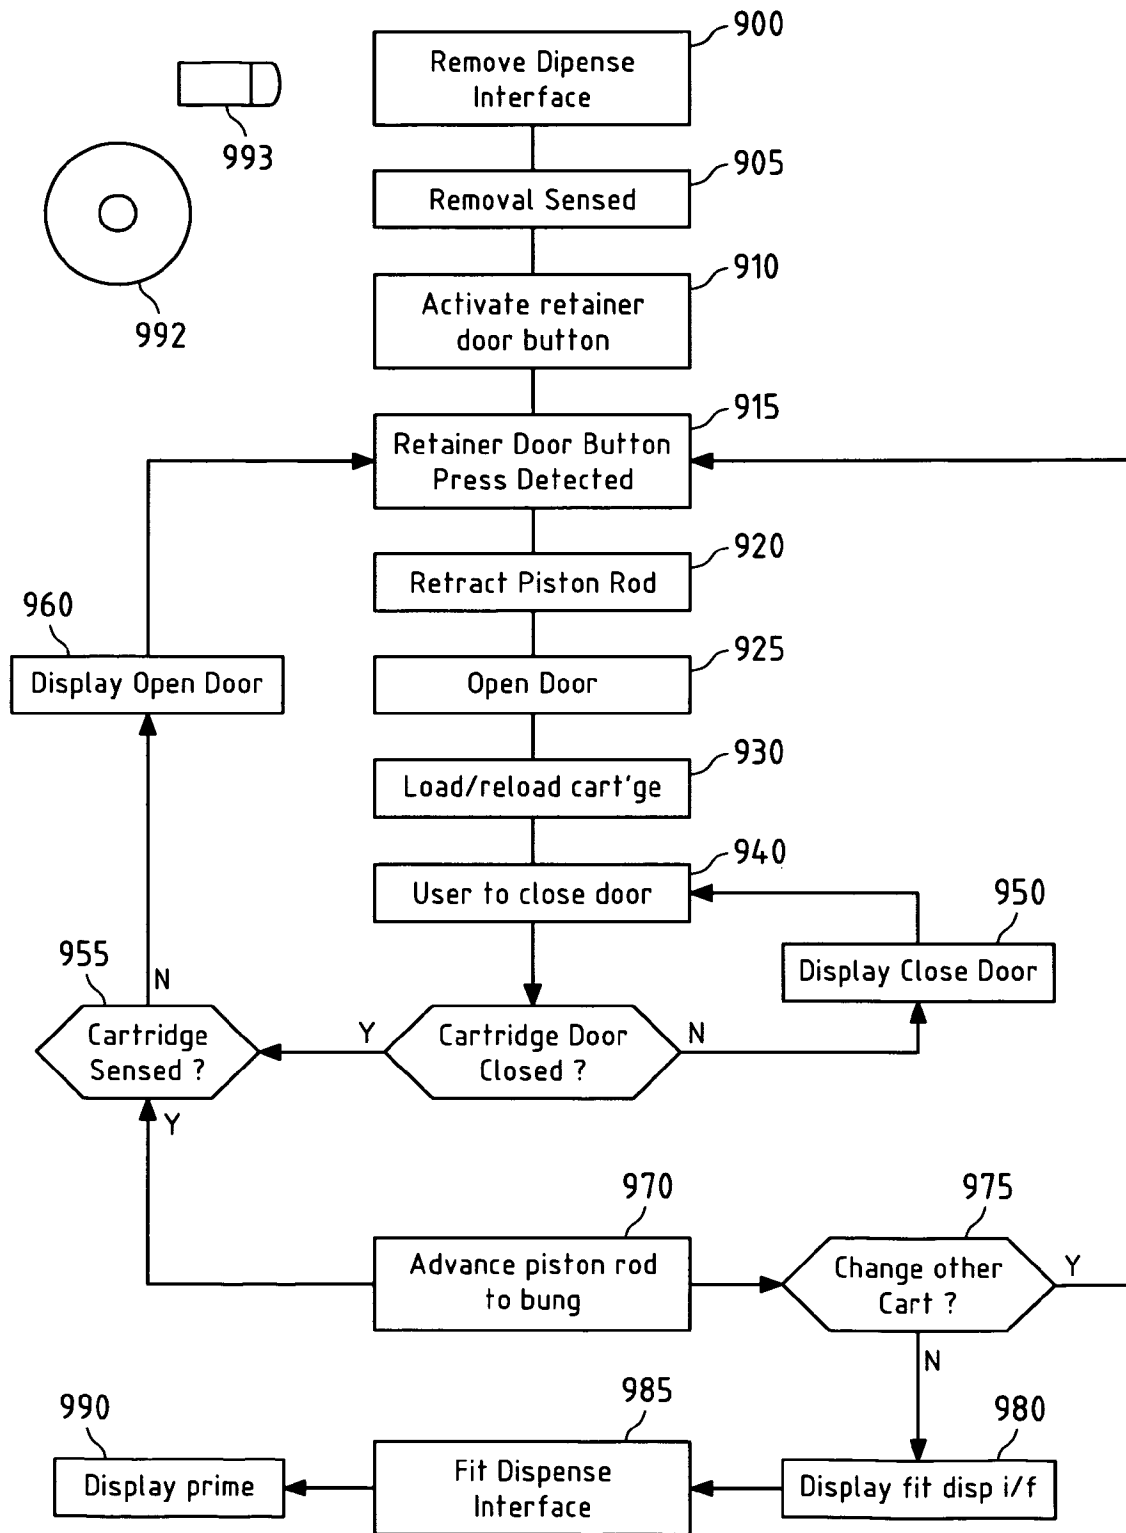 900
Remove Dipense
Interface
993
905
Removal Sensed
992
910
Activate retainer
door button
915
Retainer Door Button
Press Detected
920
Retract Piston Rod
960
Display Open Door
925
Open Door
930
Load/reload cart'ge
940
User to close door
950
Display Close Door
955
N
Cartridge
Sensed ?
Y
Cartridge Door
Closed ?
N
Y
970
Advance piston rod
to bung
975
Change other
Cart ?
Y
N
990
Display prime
985
Fit Dispense
Interface
980
Display fit disp i/f